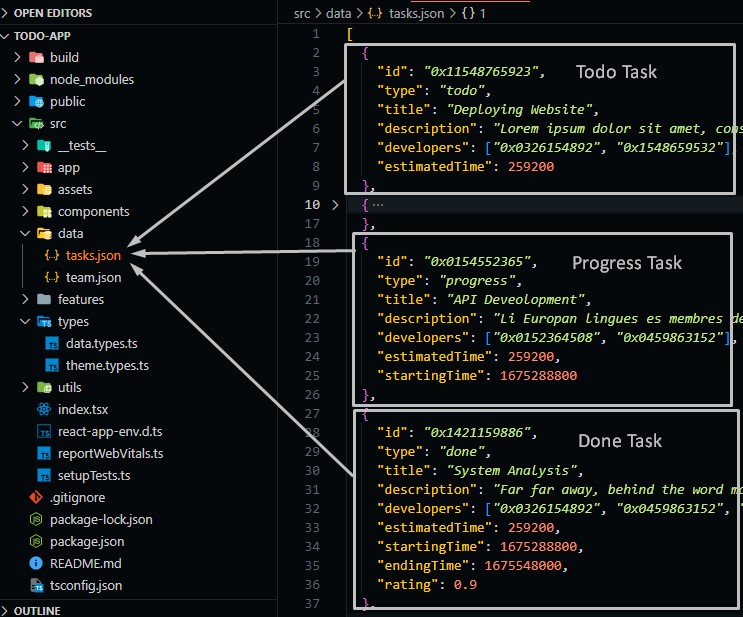 OPEN EDITORS
TODO-APP
build
node_modules
public
src
__tests__
app
assets
components
data
{..} tasks.json
{..} team.json
features
types
TS data.types.ts
TS theme.types.ts
utils
index.tsx
TS react-app-env.d.ts
TS reportWebVitals.ts
TS setupTests.ts
.gitignore
package-lock.json
package.json
README.md
tsconfig.json
OUTLINE
src > data > {..} tasks.json > {} 1
1 [
2 {
3 "id": "0x11548765923", Todo Task
4 "type": "todo",
5 "title": "Deploying Website",
6 "description": "Lorem ipsum dolor sit amet, cons
7 "developers": ["0x0326154892", "0x1548659532"],
8 "estimatedTime": 259200
9 },
10 > { ...
17 },
18 {
19 "id": "0x0154552365", Progress Task
20 "type": "progress",
21 "title": "API Deveolopment",
22 "description": "Li Europan lingues es membres de
23 "developers": ["0x0152364508", "0x0459863152"],
24 "estimatedTime": 259200,
25 "startingTime": 1675288800
26 },
27 {
28 "id": "0x1421159886", Done Task
29 "type": "done",
30 "title": "System Analysis",
31 "description": "Far far away, behind the word mo
32 "developers": ["0x0326154892", "0x0459863152", "
33 "estimatedTime": 259200,
34 "startingTime": 1675288800,
35 "endingTime": 1675548000,
36 "rating": 0.9
37 },